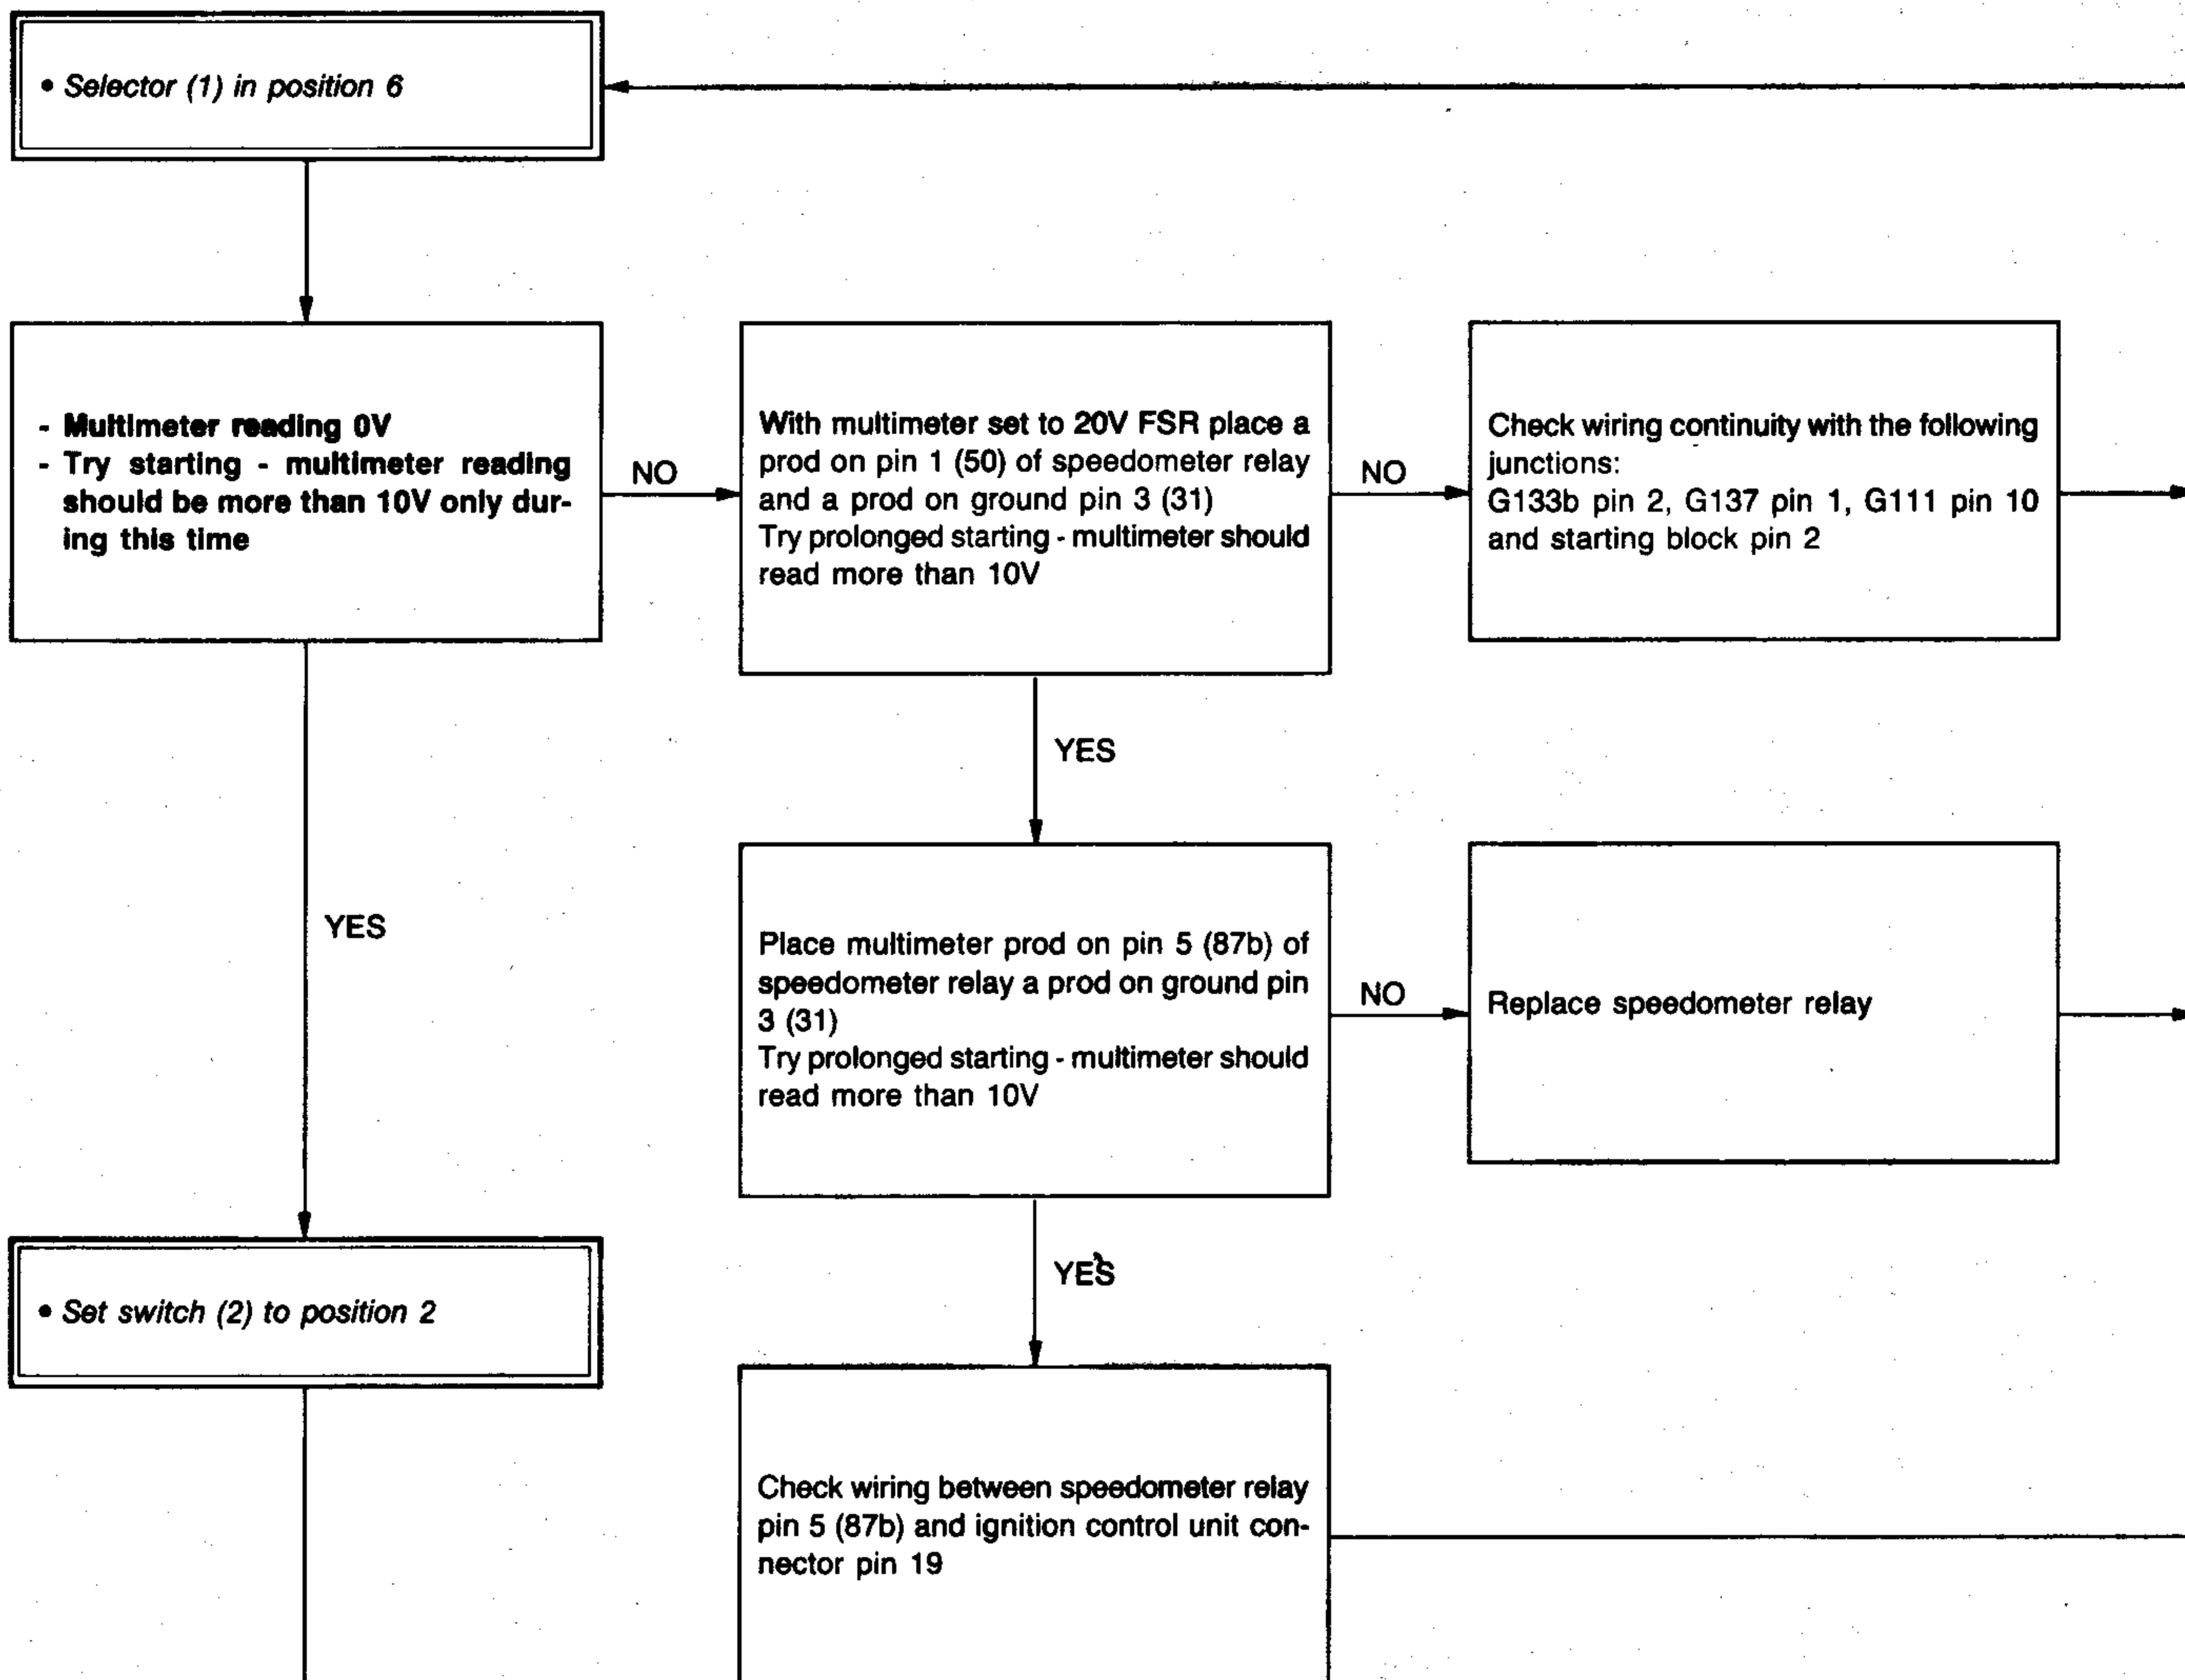 • Selector (1) in position 6
- Multimeter reading 0V
- Try starting - multimeter reading
should be more than 10V only dur-
ing this time
NO
With multimeter set to 20V FSR place a
prod on pin 1 (50) of speedometer relay
and a prod on ground pin 3 (31)
Try prolonged starting - multimeter should
read more than 10V
NO
Check wiring continuity with the following
junctions:
G133b pin 2, G137 pin 1, G111 pin 10
and starting block pin 2
YES
YES
Place multimeter prod on pin 5 (87b) of
speedometer relay a prod on ground pin
3 (31)
Try prolonged starting - multimeter should
read more than 10V
NO
Replace speedometer relay
YES
• Set switch (2) to position 2
Check wiring between speedometer relay
pin 5 (87b) and ignition control unit con-
nector pin 19